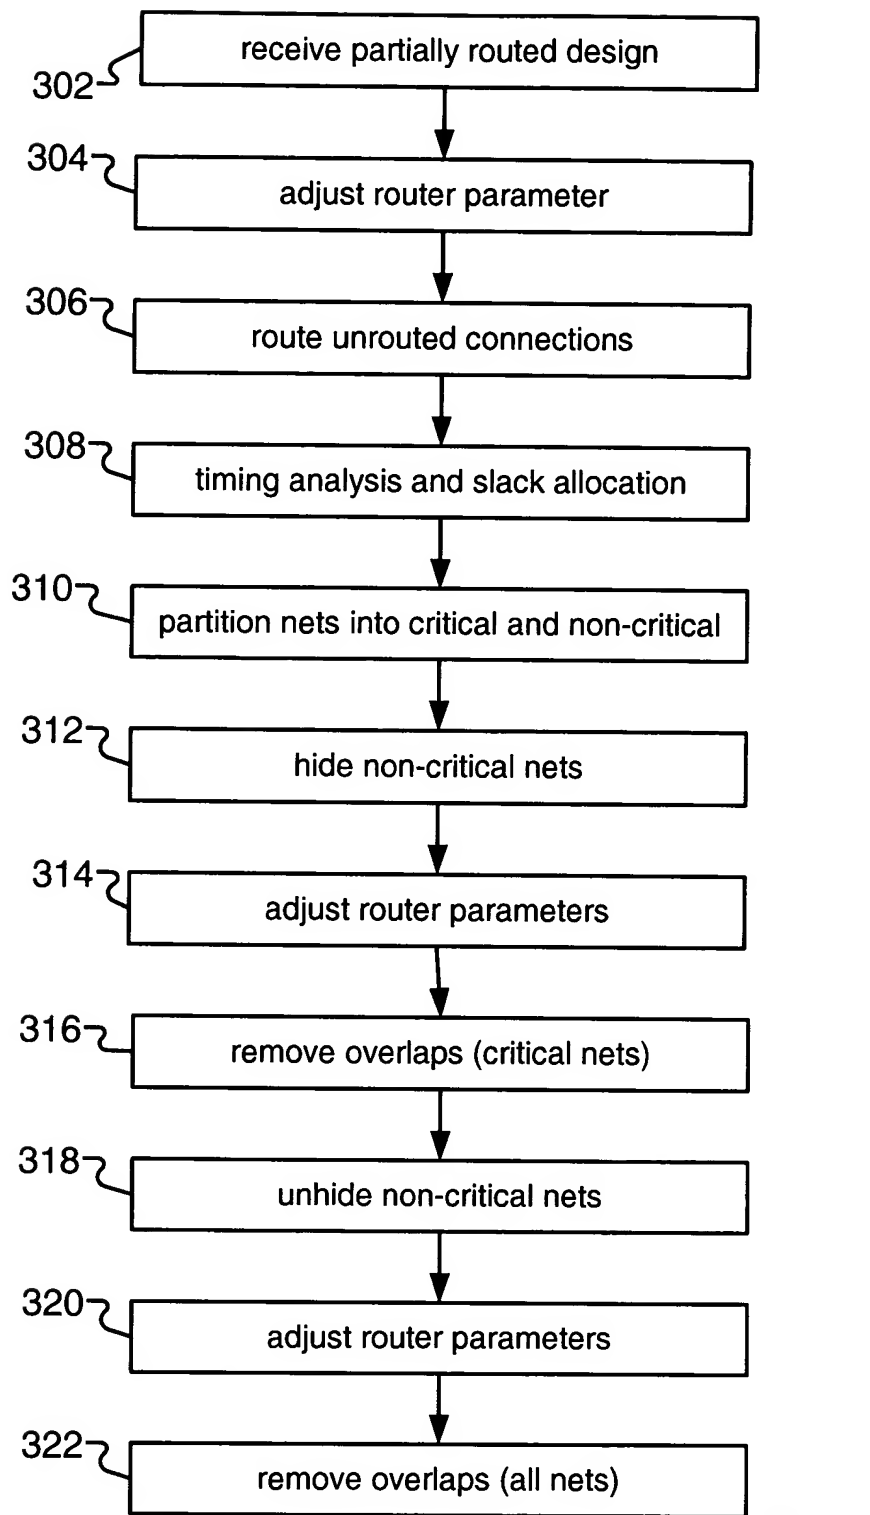 receive partially routed design
302
304
adjust router parameter
306
route unrouted connections
308
timing analysis and slack allocation
310
partition nets into critical and non-critical
312
hide non-critical nets
314
adjust router parameters
316
remove overlaps (critical nets)
318
unhide non-critical nets
320
adjust router parameters
322
remove overlaps (all nets)